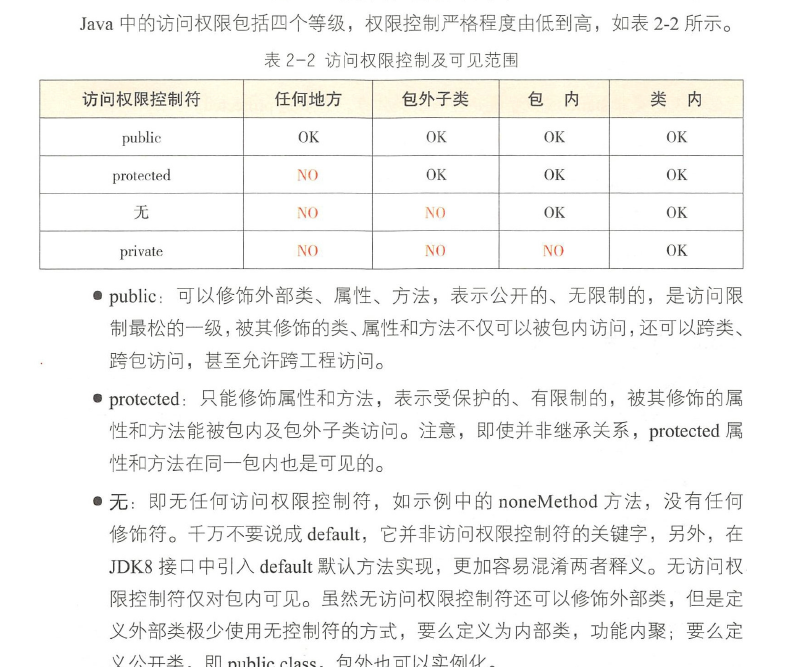 Java 中的访问权限包括四个等级，权限控制严格程度由低到高，如表 2-2 所示。
表 2-2 访问权限控制及可见范围
访问权限控制符 任何地方 包外子类 包 内 类 内
public OK OK OK OK
protected NO OK OK OK
无 NO NO OK OK
private NO NO NO OK
● public：可以修饰外部类、属性、方法，表示公开的、无限制的，是访问限
制最松的一级，被其修饰的类、属性和方法不仅可以被包内访问，还可以跨类、
跨包访问，甚至允许跨工程访问。
● protected：只能修饰属性和方法，表示受保护的、有限制的，被其修饰的属
性和方法能被包内及包外子类访问。注意，即使并非继承关系，protected 属
性和方法在同一包内也是可见的。
● 无：即无任何访问权限控制符，如示例中的 noneMethod 方法，没有任何
修饰符。千万不要说成 default，它并非访问权限控制符的关键字，另外，在
JDK8 接口中引入 default 默认方法实现，更加容易混淆两者释义。无访问权
限控制符仅对包内可见。虽然无访问权限控制符还可以修饰外部类，但是定
义外部类极少使用无控制符的方式，要么定义为内部类，功能内聚；要么定
义公开类，即 public class，包外也可以实例化。